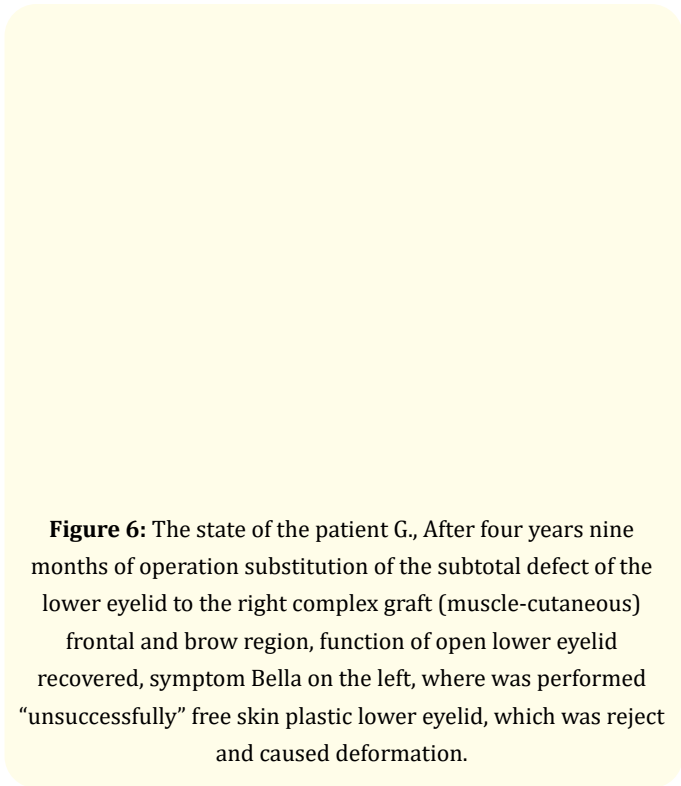 Figure 6: The state of the patient G., After four years nine
months of operation substitution of the subtotal defect of the
lower eyelid to the right complex graft (muscle-cutaneous)
frontal and brow region, function of open lower eyelid
recovered, symptom Bella on the left, where was performed
“unsuccessfully” free skin plastic lower eyelid, which was reject
and caused deformation.